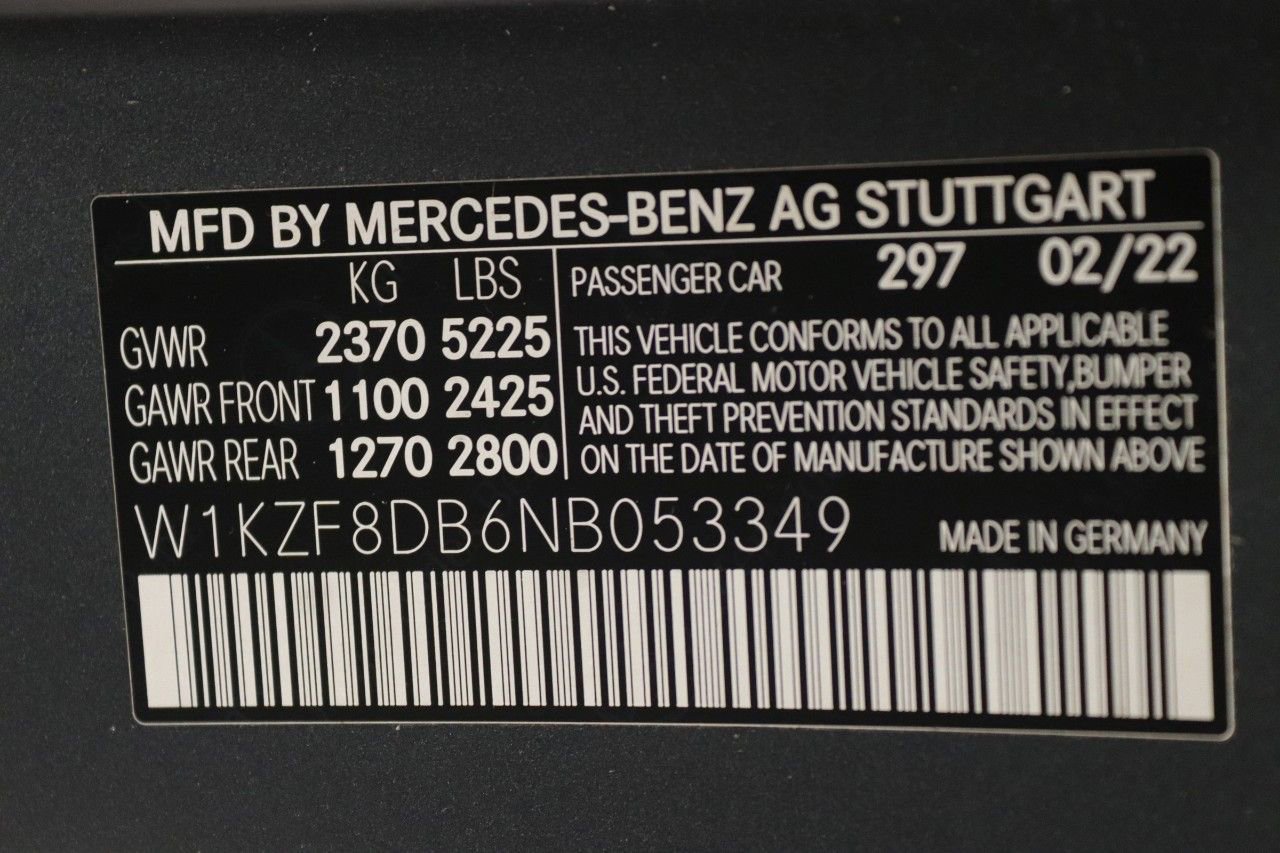 MFD BY MERCEDES-BENZ AG STUTTGART
KG LBS
GVWR 2370 5225
GAWR FRONT 1100 2425
GAWR REAR 1270 2800
PASSENGER CAR 297 02/22
THIS VEHICLE CONFORMS TO ALL APPLICABLE
U.S. FEDERAL MOTOR VEHICLE SAFETY,BUMPER
AND THEFT PREVENTION STANDARDS IN EFFECT
ON THE DATE OF MANUFACTURE SHOWN ABOVE
W1KZF8DB6NB053349
MADE IN GERMANY